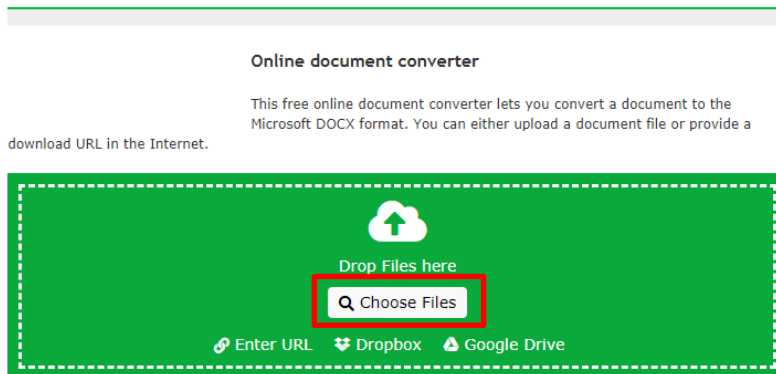 Online document converter
This free online document converter lets you convert a document to the
Microsoft DOCX format. You can either upload a document file or provide a
download URL in the Internet.
Drop Files here
Choose Files
Enter URL Dropbox Google Drive